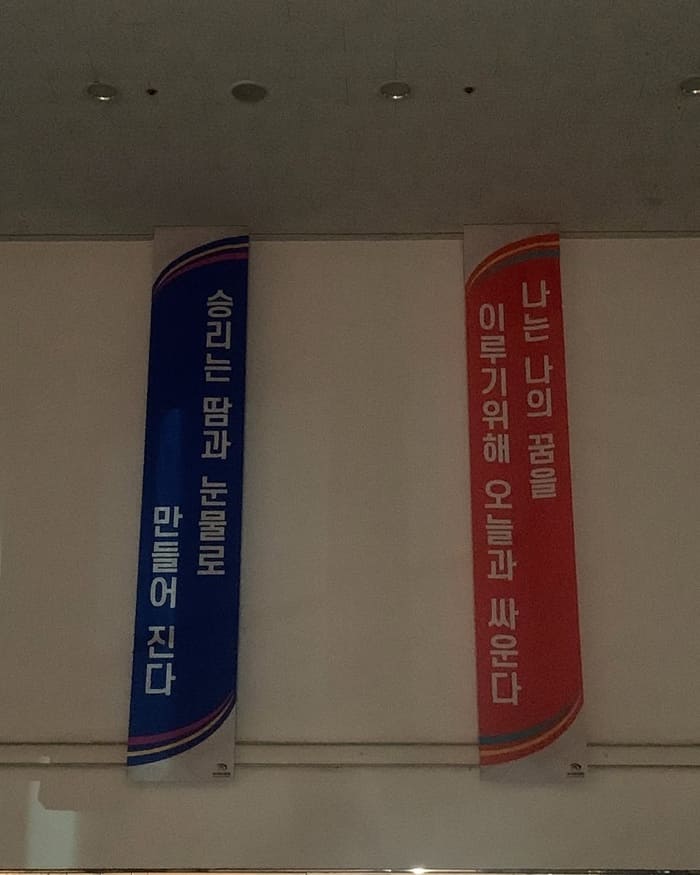 승리는 땀과 눈물로
만들어 진다
나는 나의 꿈을
이루기위해 오늘과 싸운다